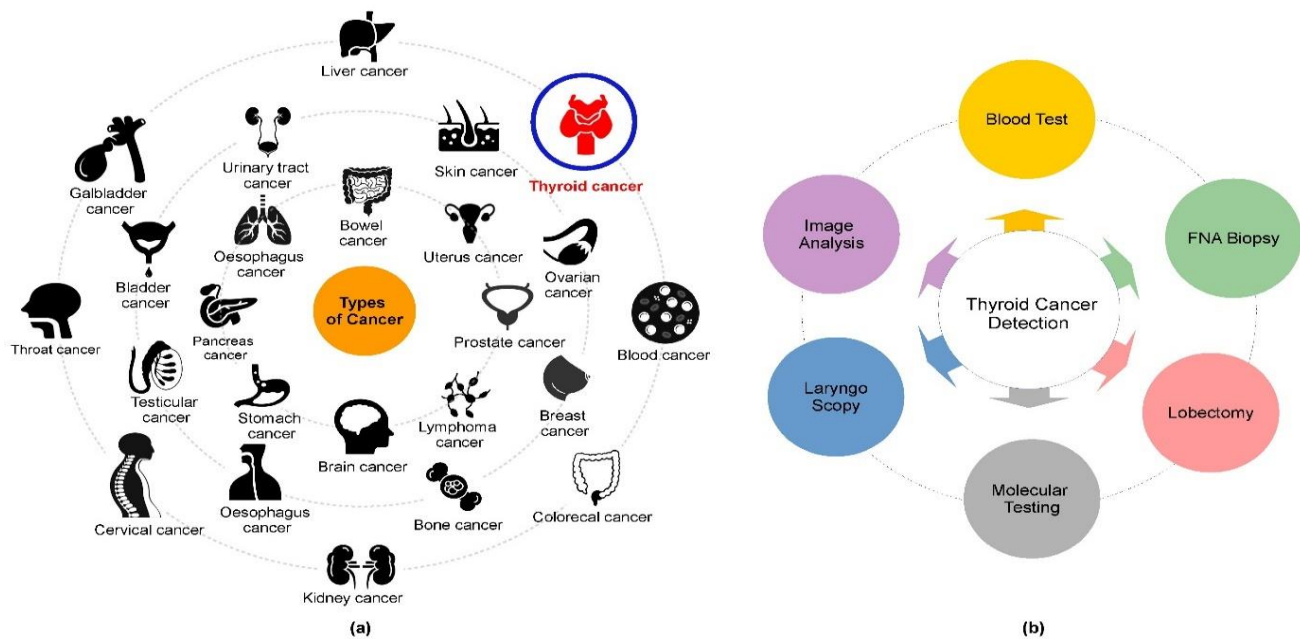 Liver cancer
Thyroid cancer
Galbladder
cancer
Urinary tract
cancer
Skin cancer
Bowel
cancer
Oesophagus
cancer
Uterus cancer
Ovarian
cancer
Bladder
cancer
Types
of Cancer
Throat cancer
Pancreas
cancer
Prostate cancer
Blood cancer
Testicular
cancer
Stomach
cancer
Lymphoma
cancer
Breast
cancer
Brain cancer
Cervical cancer
Oesophagus
cancer
Bone cancer
Colorecal cancer
Kidney cancer
(a)
Blood Test
Image
Analysis
FNA Biopsy
Thyroid Cancer
Detection
Laryngo
Scopy
Lobectomy
Molecular
Testing
(b)